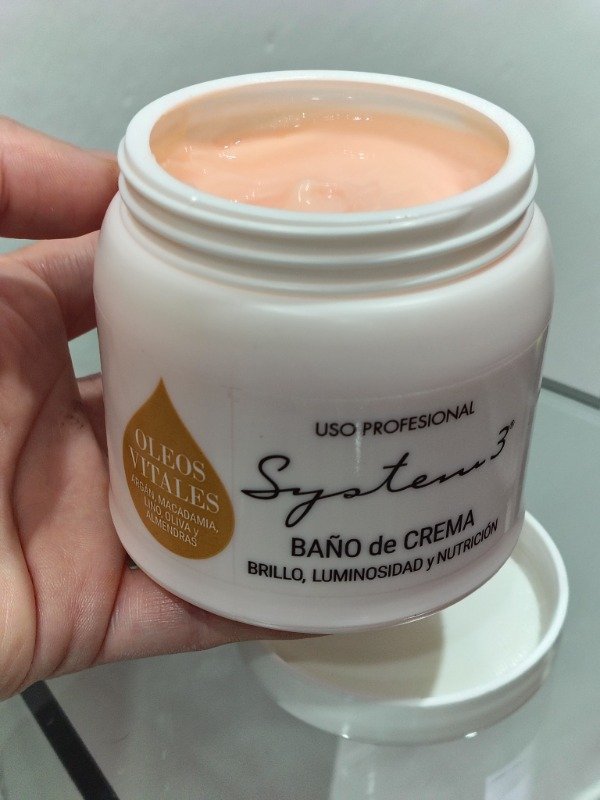 OLEOS
VITALES
ARGÁN, MACADAMIA,
LINO, OLIVA y
ALMENDRAS
USO PROFESIONAL
System 3
BAÑO de CREMA
BRILLO, LUMINOSIDAD y NUTRICIÓN